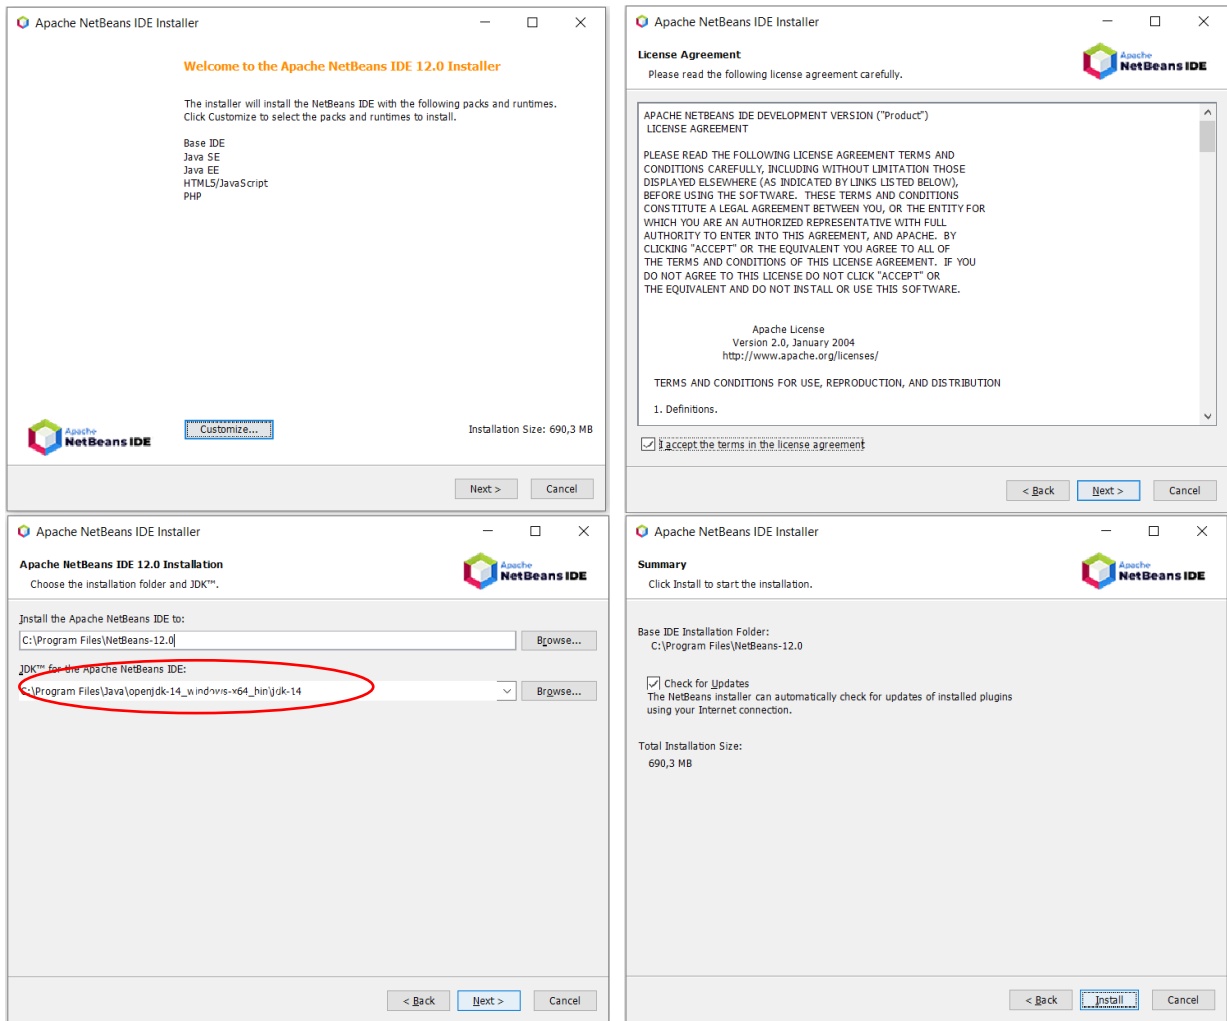 Apache NetBeans IDE Installer
Welcome to the Apache NetBeans IDE 12.0 Installer
The installer will install the NetBeans IDE with the following packs and runtimes.
Click Customize to select the packs and runtimes to install.
Base IDE
Java SE
Java EE
HTML5/JavaScript
PHP
Apache
NetBeans IDE
Customize...
Installation Size: 690,3 MB
Next >
Cancel
Apache NetBeans IDE Installer
License Agreement
Please read the following license agreement carefully.
Apache
NetBeans IDE
APACHE NETBEANS IDE DEVELOPMENT VERSION ("Product")
LICENSE AGREEMENT
PLEASE READ THE FOLLOWING LICENSE AGREEMENT TERMS AND
CONDITIONS CAREFULLY, INCLUDING WITHOUT LIMITATION THOSE
DISPLAYED ELSEWHERE (AS INDICATED BY LINKS LISTED BELOW),
BEFORE USING THE SOFTWARE.  THESE TERMS AND CONDITIONS
CONSTITUTE A LEGAL AGREEMENT BETWEEN YOU, OR THE ENTITY FOR
WHICH YOU ARE AN AUTHORIZED REPRESENTATIVE WITH FULL
AUTHORITY TO ENTER INTO THIS AGREEMENT, AND APACHE.  BY
CLICKING "ACCEPT" OR THE EQUIVALENT YOU AGREE TO ALL OF
THE TERMS AND CONDITIONS OF THIS LICENSE AGREEMENT.  IF YOU
DO NOT AGREE TO THIS LICENSE DO NOT CLICK "ACCEPT" OR
THE EQUIVALENT AND DO NOT INSTALL OR USE THIS SOFTWARE.
Apache License
Version 2.0, January 2004
http://www.apache.org/licenses/
TERMS AND CONDITIONS FOR USE, REPRODUCTION, AND DISTRIBUTION
1. Definitions.
I accept the terms in the license agreement
< Back
Next >
Cancel
Apache NetBeans IDE Installer
Apache NetBeans IDE 12.0 Installation
Choose the installation folder and JDK™.
Apache
NetBeans IDE
Install the Apache NetBeans IDE to:
C:\Program Files\NetBeans-12.0
Browse...
JDK™ for the Apache NetBeans IDE:
C:\Program Files\Java\openjdk-14_windows-x64_bin\jdk-14
Browse...
< Back
Next >
Cancel
Apache NetBeans IDE Installer
Summary
Click Install to start the installation.
Apache
NetBeans IDE
Base IDE Installation Folder:
C:\Program Files\NetBeans-12.0
Check for Updates
The NetBeans installer can automatically check for updates of installed plugins
using your Internet connection.
Total Installation Size:
690,3 MB
< Back
Install
Cancel